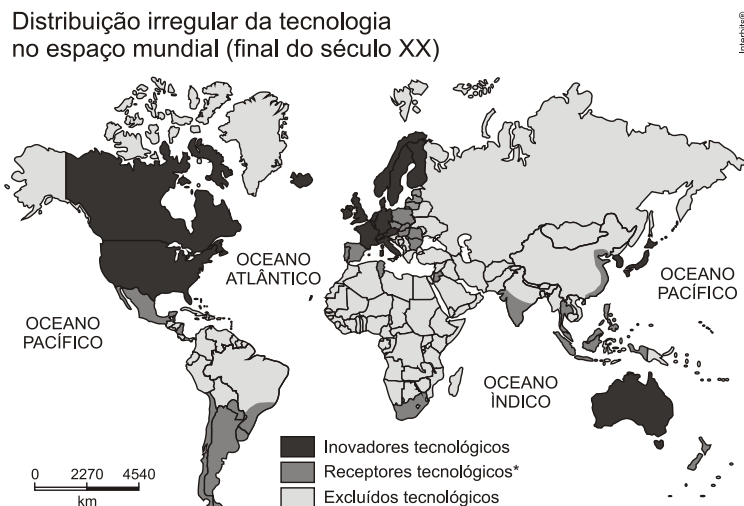 Distribuição irregular da tecnologia
no espaço mundial (final do século XX)
Interbits®
OCEANO
ATLÂNTICO
OCEANO
PACÍFICO
OCEANO
PACÍFICO
OCEANO
ÌNDICO
Inovadores tecnológicos
Receptores tecnológicos*
Excluídos tecnológicos
0 2270 4540
km